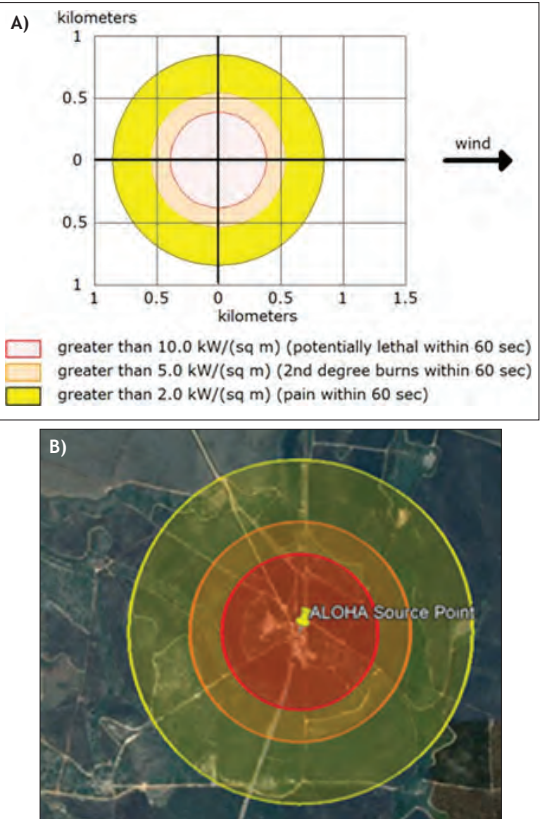 A)
kilometers
1
0.5
0
0.5
1
wind
1 0.5 0 0.5 1 1.5
kilometers
greater than 10.0 kW/(sq m) (potentially lethal within 60 sec)
greater than 5.0 kW/(sq m) (2nd degree burns within 60 sec)
greater than 2.0 kW/(sq m) (pain within 60 sec)
B)
ALOHA Source Point